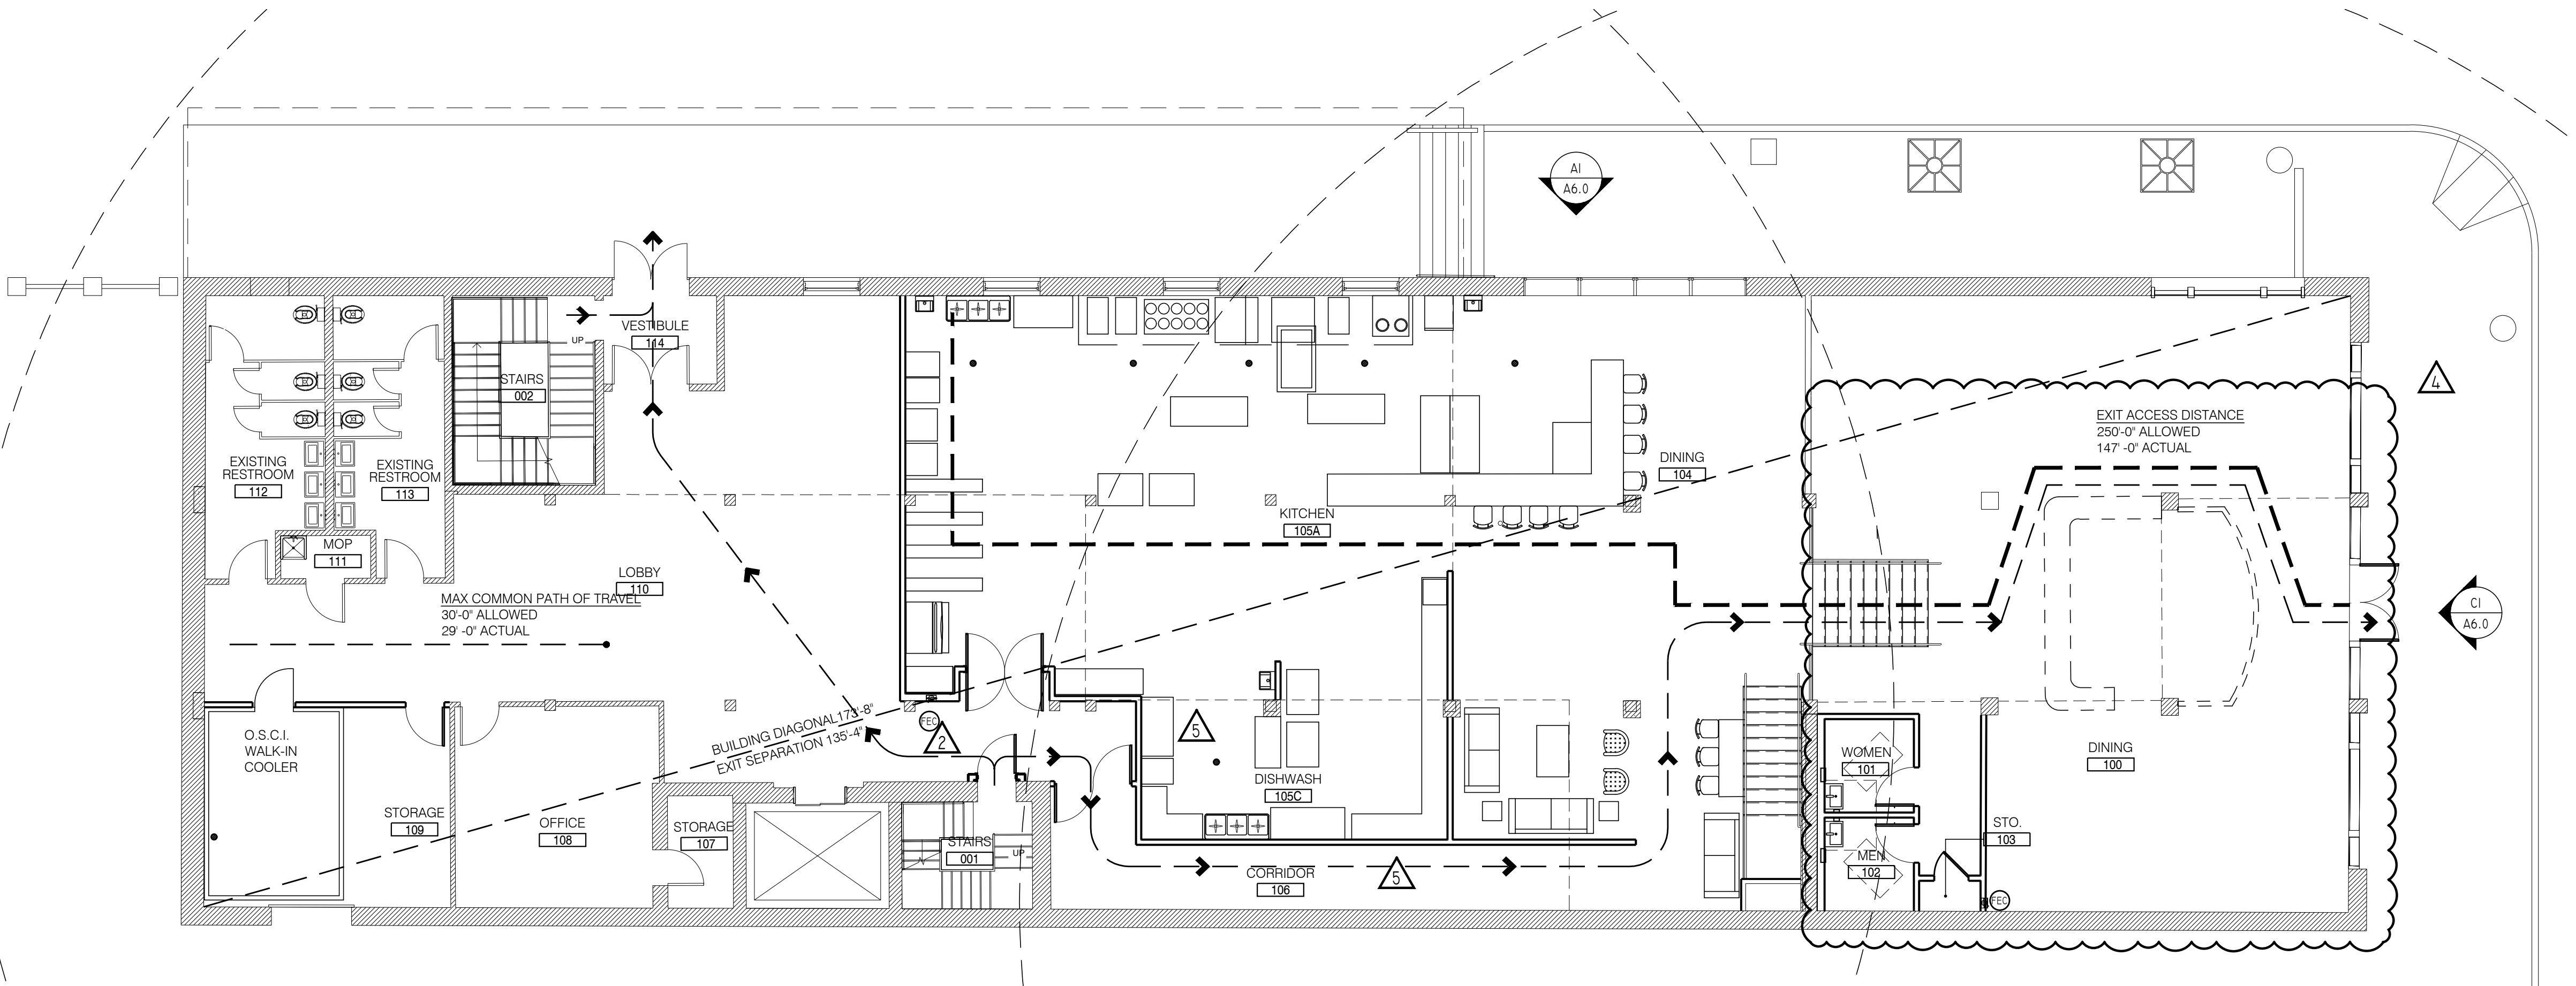 A1
A6.0
VESTIBULE
114
UP
STAIRS
002
EXISTING
RESTROOM
112
EXISTING
RESTROOM
113
MOP
111
LOBBY
110
MAX COMMON PATH OF TRAVEL
30'-0" ALLOWED
29' -0" ACTUAL
KITCHEN
105A
DINING
104
EXIT ACCESS DISTANCE
250'-0" ALLOWED
147' -0" ACTUAL
4
C1
A6.0
O.S.C.I.
WALK-IN
COOLER
STORAGE
109
OFFICE
108
STORAGE
107
BUILDING DIAGONAL 173'-8"
EXIT SEPARATION 135'-4"
FEC
2
STAIRS
001
UP
5
DISHWASH
105C
CORRIDOR
106
5
WOMEN
101
MEN
102
STO.
103
FEC
DINING
100